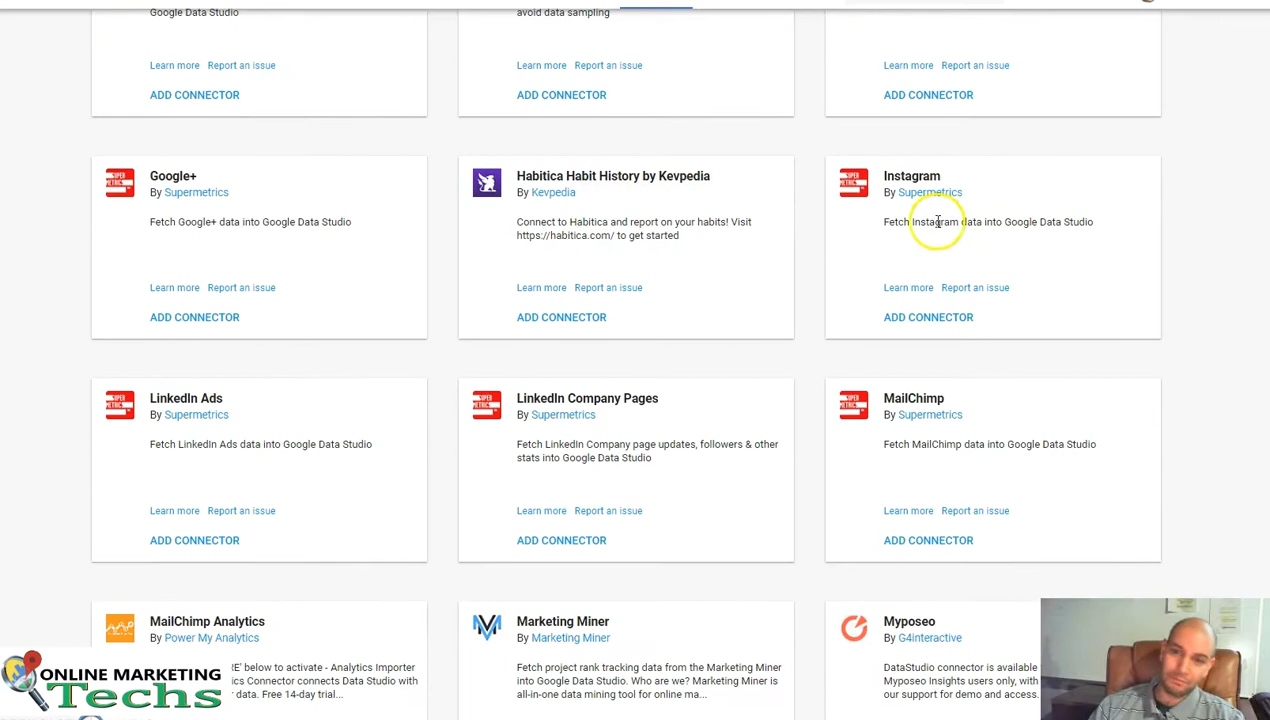 Google Data Studio
avoid data sampling
Learn more Report an issue
Learn more Report an issue
Learn more Report an issue
ADD CONNECTOR
ADD CONNECTOR
ADD CONNECTOR
Google+
By Supermetrics
Fetch Google+ data into Google Data Studio
Learn more Report an issue
ADD CONNECTOR
Habitica Habit History by Kevpedia
By Kevpedia
Connect to Habitica and report on your habits! Visit
https://habitica.com/ to get started
Learn more Report an issue
ADD CONNECTOR
Instagram
By Supermetrics
Fetch Instagram data into Google Data Studio
Learn more Report an issue
ADD CONNECTOR
SUPER
METRICS
LinkedIn Ads
By Supermetrics
Fetch LinkedIn Ads data into Google Data Studio
Learn more Report an issue
ADD CONNECTOR
SUPER
METRICS
LinkedIn Company Pages
By Supermetrics
Fetch LinkedIn Company page updates, followers & other
stats into Google Data Studio
Learn more Report an issue
ADD CONNECTOR
SUPER
METRICS
MailChimp
By Supermetrics
Fetch MailChimp data into Google Data Studio
Learn more Report an issue
ADD CONNECTOR
MailChimp Analytics
By Power My Analytics
E' below to activate - Analytics Importer
ics Connector connects Data Studio with
data. Free 14-day trial...
Marketing Miner
By Marketing Miner
Fetch project rank tracking data from the Marketing Miner
into Google Data Studio. Who are we? Marketing Miner is
all-in-one data mining tool for online ma...
Myposeo
By G4interactive
DataStudio connector is available
Myposeo Insights users only, with
our support for demo and access.
ONLINE MARKETING
Techs